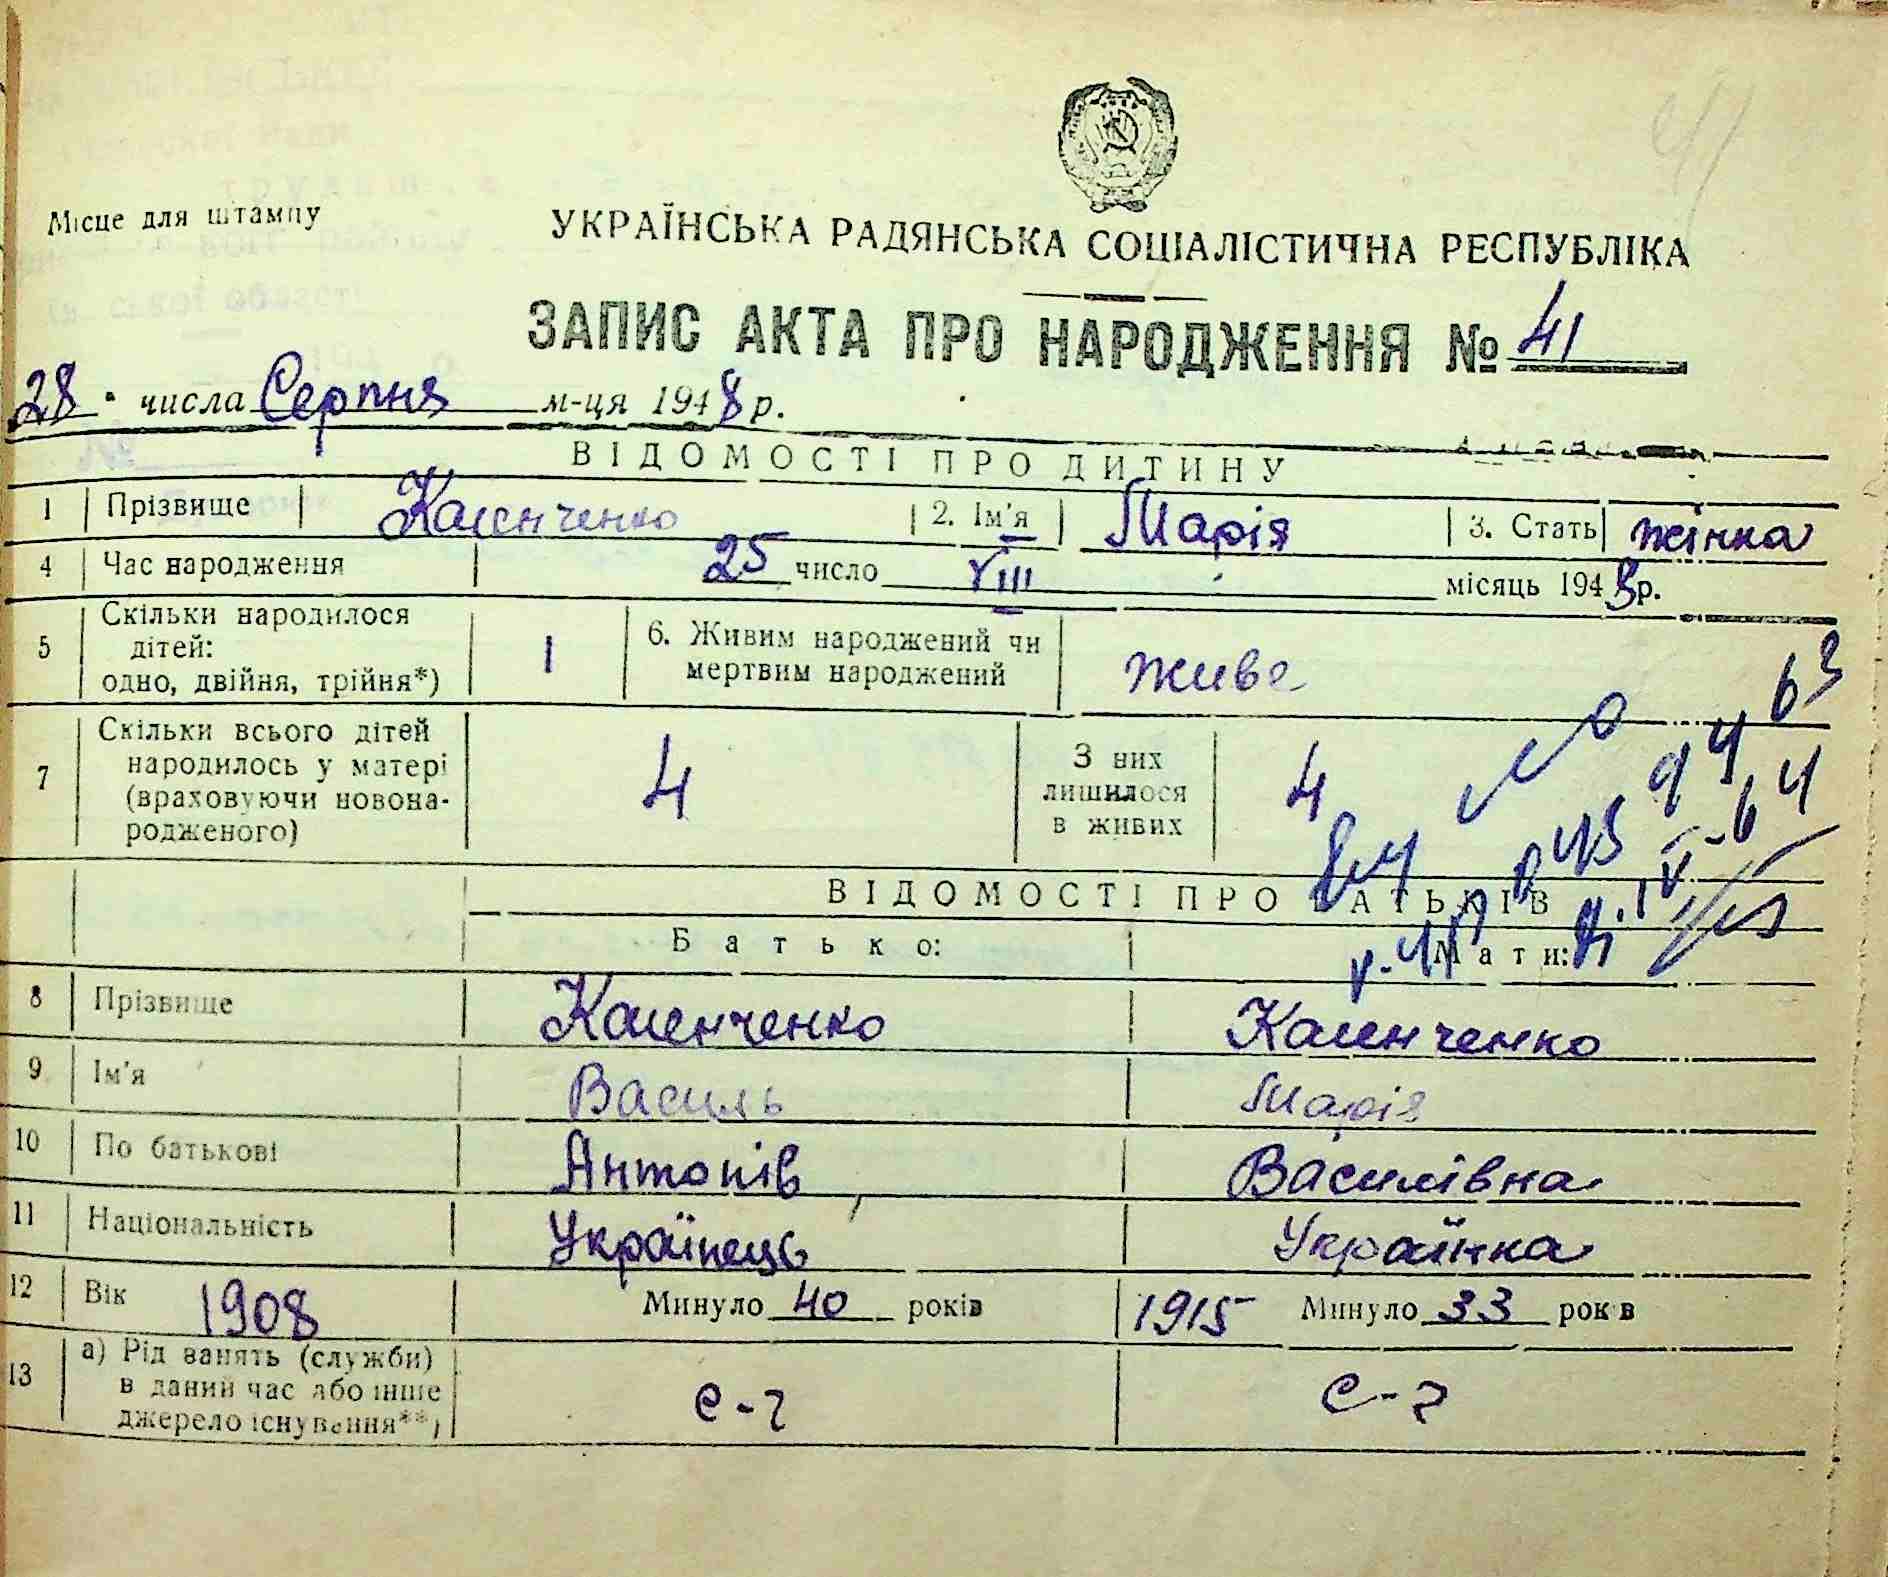 Місце для штампу
УКРАЇНСЬКА РАДЯНСЬКА СОЦІАЛІСТИЧНА РЕСПУБЛІКА
ЗАПИС АКТА ПРО НАРОДЖЕННЯ № 41
28 числа Серпня м-ця 1948 р.
ВІДОМОСТІ ПРО ДИТИНУ
1 Прізвище 2. Ім'я Марія 3. Стать жінка
4 Час народження 25 число VIII місяць 1948 р.
5 Скільки народилося
дітей:
одно, двійня, трійня*) 1
6. Живим народжений чи
мертвим народжений живе
7 Скільки всього дітей
народилось у матері
(враховуючи новона-
родженого) 4
З них
лишилося
в живих 4
ВІДОМОСТІ ПРО БАТЬКІВ
Батько: Мати:
8 Прізвище
9 Ім'я Василь Марія
10 По батькові Антонів Василівна
11 Національність Українець Українка
12 Вік 1908 Минуло 40 років 1915 Минуло 33 рок в
13 а) Рід занять (служби)
в даний час або інше
джерело існування**) с-г с-г